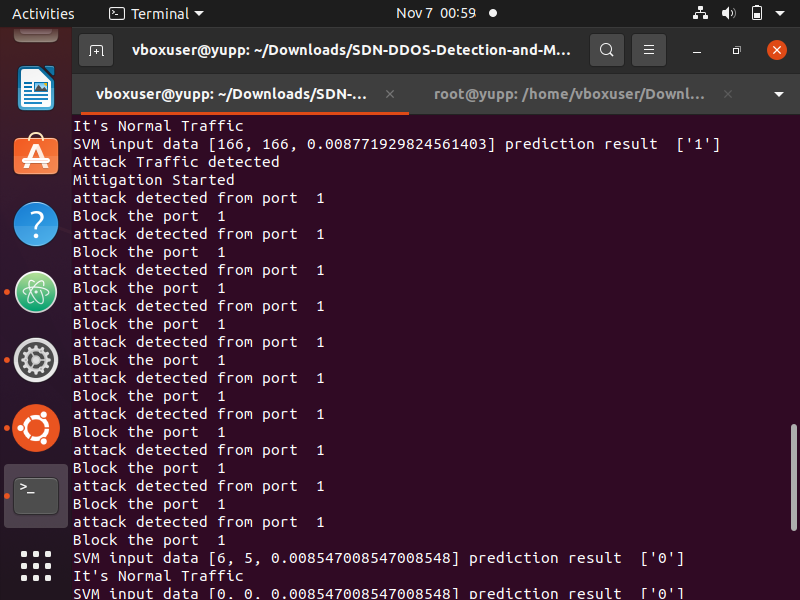 Activities
Terminal
Nov 7 00:59
vboxuser@yupp: ~/Downloads/SDN-DDOS-Detection-and-M...
vboxuser@yupp: ~/Downloads/SDN-...
root@yupp: /home/vboxuser/Downl...
It's Normal Traffic
SVM input data [166, 166, 0.008771929824561403] prediction result  ['1']
Attack Traffic detected
Mitigation Started
attack detected from port  1
Block the port  1
attack detected from port  1
Block the port  1
attack detected from port  1
Block the port  1
attack detected from port  1
Block the port  1
attack detected from port  1
Block the port  1
attack detected from port  1
Block the port  1
attack detected from port  1
Block the port  1
attack detected from port  1
Block the port  1
attack detected from port  1
Block the port  1
attack detected from port  1
Block the port  1
SVM input data [6, 5, 0.008547008547008548] prediction result  ['0']
It's Normal Traffic
SVM input data [0, 0, 0.008547008547008548] prediction result  ['0']